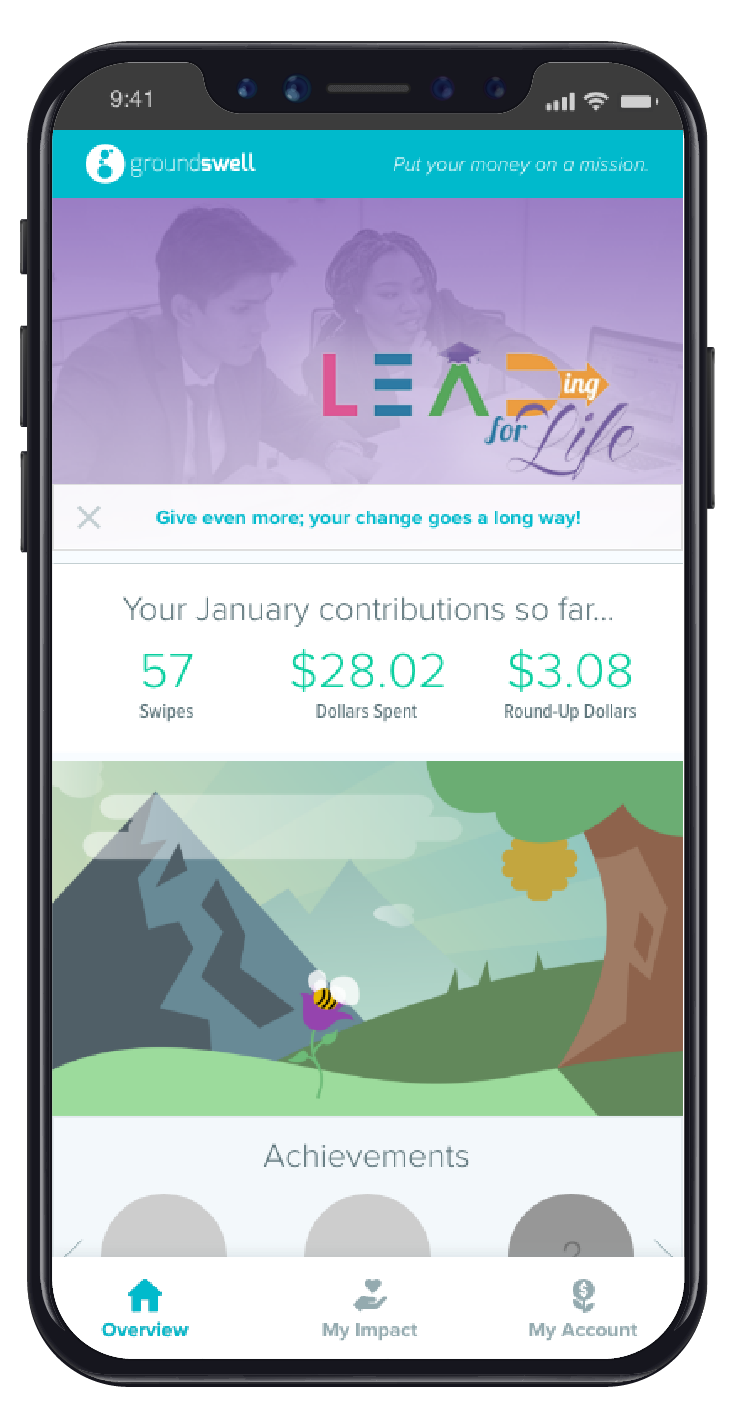 9:41
groundswell
Put your money on a mission.
LEADing
for Life
Give even more; your change goes a long way!
Your January contributions so far...
57 $28.02 $3.08
Swipes Dollars Spent Round-Up Dollars
Achievements
?
Overview My Impact My Account